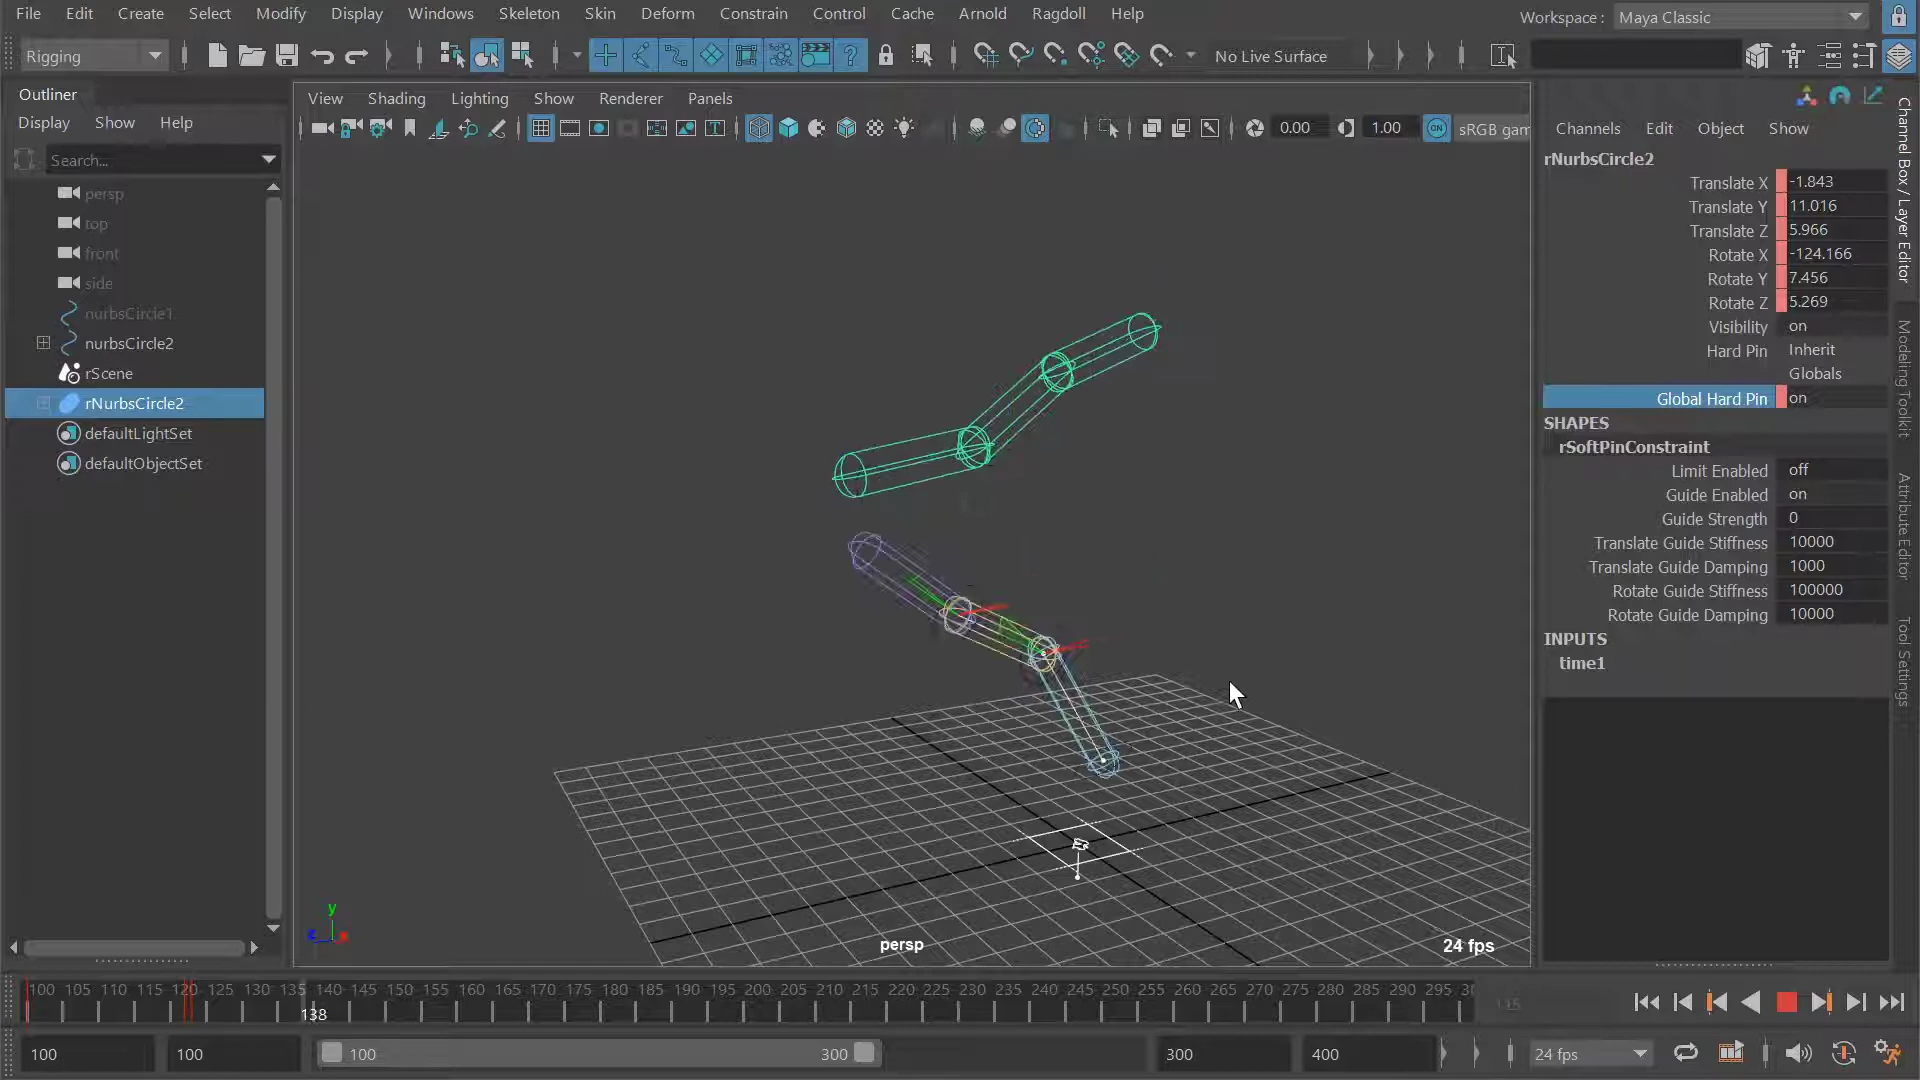 File Edit Create Select Modify Display Windows Skeleton Skin Deform Constrain Control Cache Arnold Ragdoll Help
Workspace : Maya Classic
Rigging
No Live Surface
Outliner
Display Show Help
Search...
persp
top
front
side
nurbsCircle1
nurbsCircle2
rScene
rNurbsCircle2
defaultLightSet
defaultObjectSet
View Shading Lighting Show Renderer Panels
0.00 1.00 ON sRGB gam
persp
24 fps
y
Channels Edit Object Show
rNurbsCircle2
Translate X -1.843
Translate Y 11.016
Translate Z 5.966
Rotate X -124.166
Rotate Y 7.456
Rotate Z 5.269
Visibility on
Hard Pin Inherit
Globals
Global Hard Pin on
SHAPES
rSoftPinConstraint
Limit Enabled off
Guide Enabled on
Guide Strength 0
Translate Guide Stiffness 10000
Translate Guide Damping 1000
Rotate Guide Stiffness 100000
Rotate Guide Damping 10000
INPUTS
time1
Channel Box / Layer Editor
Modeling Toolkit
Attribute Editor
Tool Settings
100 105 110 115 120 125 130 135 140 145 150 155 160 165 170 175 180 185 190 195 200 205 210 215 220 225 230 235 240 245 250 255 260 265 270 275 280 285 290 295
138
100 100 100 300 300 400 24 fps